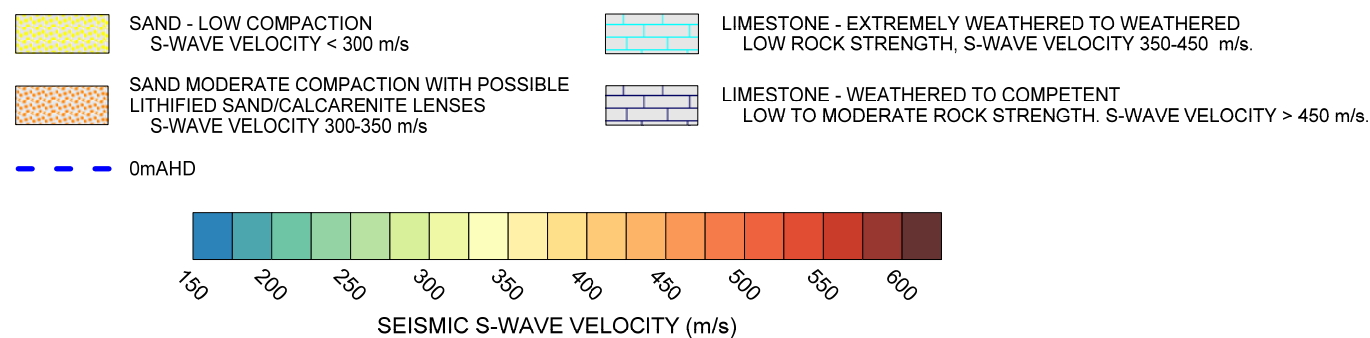 SAND - LOW COMPACTION
S-WAVE VELOCITY < 300 m/s
SAND MODERATE COMPACTION WITH POSSIBLE
LITHIFIED SAND/CALCARENITE LENSES
S-WAVE VELOCITY 300-350 m/s
0mAHD
LIMESTONE - EXTREMELY WEATHERED TO WEATHERED
LOW ROCK STRENGTH, S-WAVE VELOCITY 350-450 m/s.
LIMESTONE - WEATHERED TO COMPETENT
LOW TO MODERATE ROCK STRENGTH. S-WAVE VELOCITY > 450 m/s.
150 200 250 300 350 400 450 500 550 600
SEISMIC S-WAVE VELOCITY (m/s)